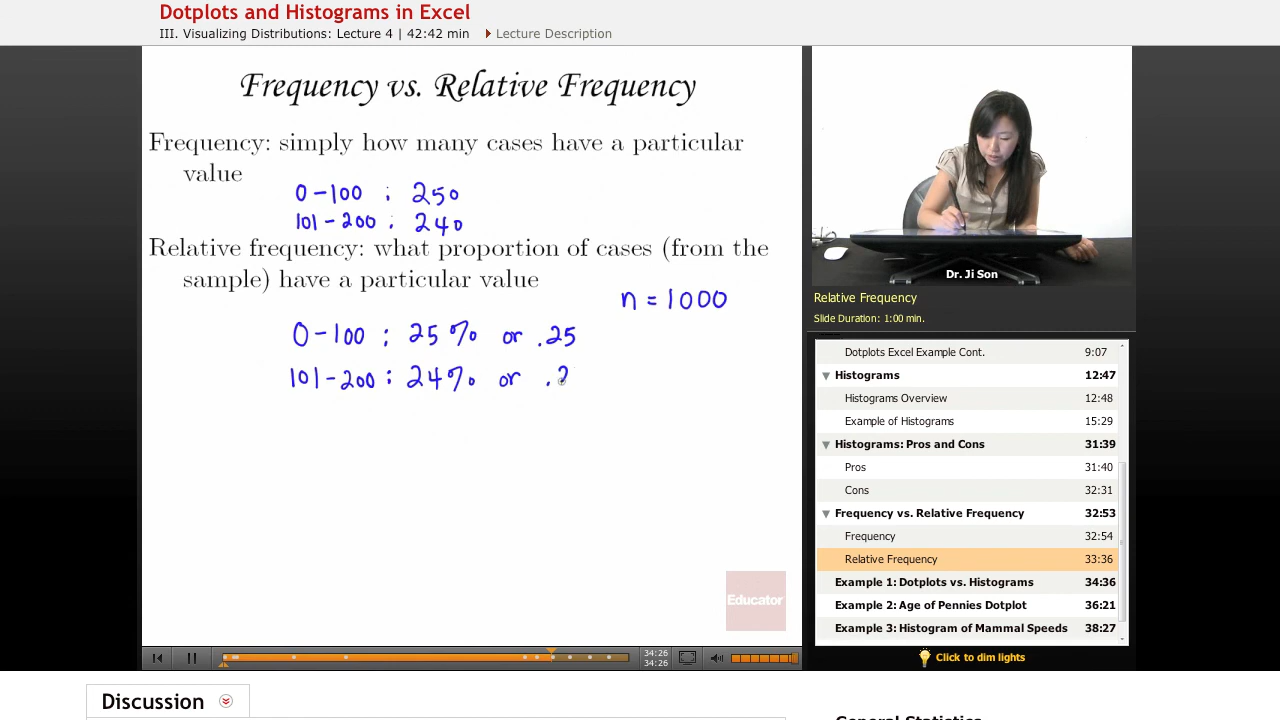 Dotplots and Histograms in Excel
III. Visualizing Distributions: Lecture 4 | 42:42 min
Lecture Description
Frequency vs. Relative Frequency
Frequency: simply how many cases have a particular
value
0-100 : 250
101-200 : 240
Relative frequency: what proportion of cases (from the
sample) have a particular value
n = 1000
0-100 : 25% or .25
101-200 : 24% or .2
Educator
34:26
34:26
Dr. Ji Son
Relative Frequency
Slide Duration: 1:00 min.
Dotplots Excel Example Cont. 9:07
Histograms 12:47
Histograms Overview 12:48
Example of Histograms 15:29
Histograms: Pros and Cons 31:39
Pros 31:40
Cons 32:31
Frequency vs. Relative Frequency 32:53
Frequency 32:54
Relative Frequency 33:36
Example 1: Dotplots vs. Histograms 34:36
Example 2: Age of Pennies Dotplot 36:21
Example 3: Histogram of Mammal Speeds 38:27
Click to dim lights
Discussion
General Statistics